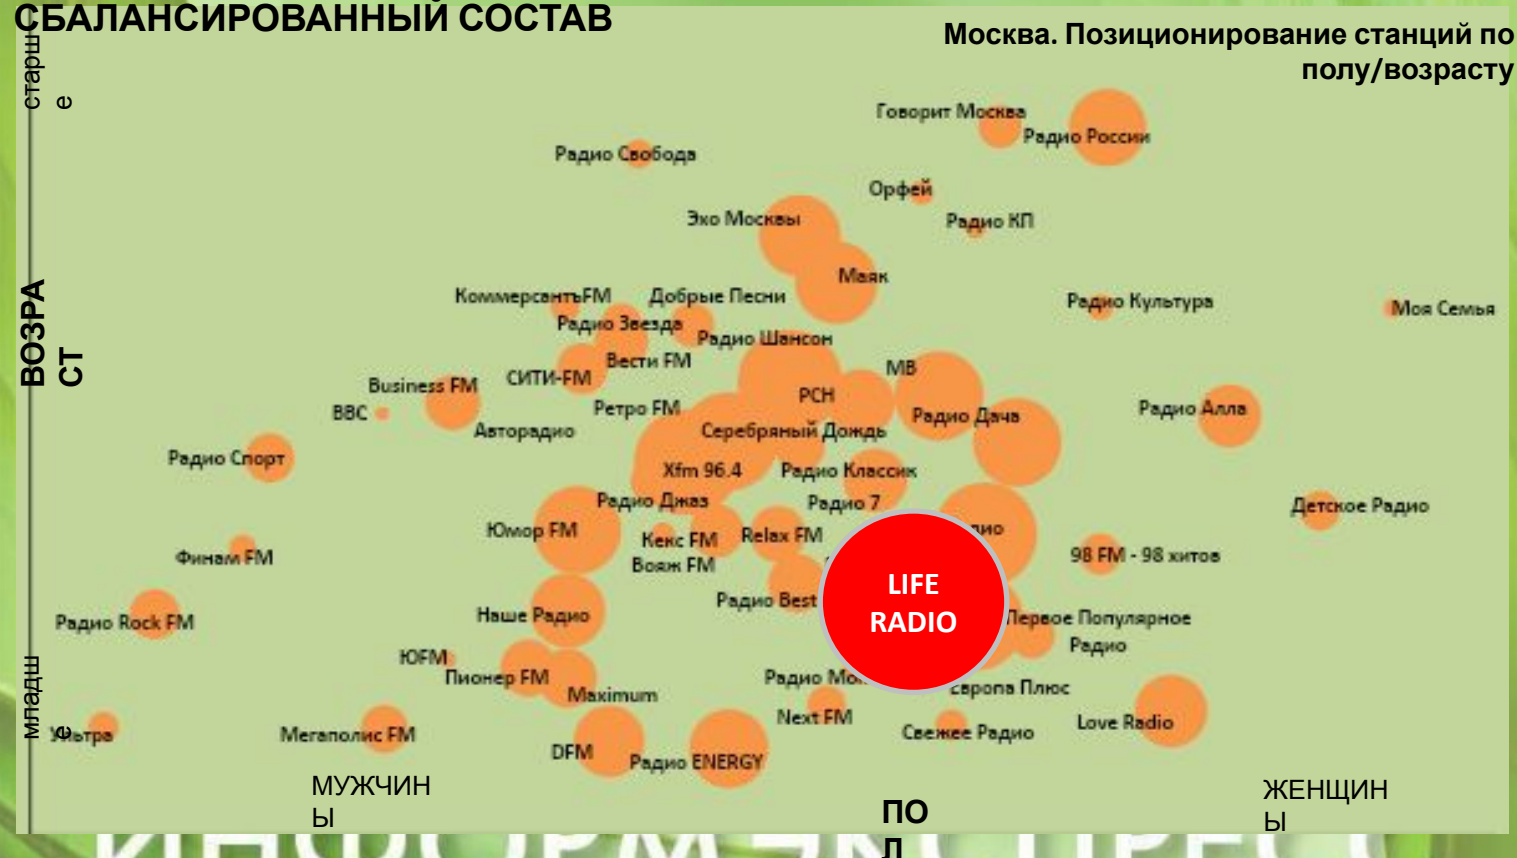 СБАЛАНСИРОВАННЫЙ СОСТАВ
Москва. Позиционирование станций по
полу/возрасту
старш
е
Говорит Москва
Радио России
Радио Свобода
Орфей
Эхо Москвы
Радио КП
Маяк
КоммерсантъFM
Добрые Песни
Радио Культура
Моя Семья
Радио Звезда
Радио Шансон
ВОЗРА
СТ
Вести FM
МВ
СИТИ-FM
Business FM
РСН
BBC
Ретро FM
Радио Дача
Радио Алла
Авторадио
Серебряный Дождь
Радио Спорт
Xfm 96.4
Радио Классик
Радио Джаз
Радио 7
Детское Радио
Юмор FM
Кекс FM
Relax FM
дио
Финам FM
Вояж FM
98 FM - 98 хитов
LIFE
RADIO
Радио Best
Радио Rock FM
Наше Радио
Первое Популярное
Радио
ЮFM
Пионер FM
Радио Мо
Maximum
Европа Плюс
младш
е
Next FM
Love Radio
Ультра
Мегаполис FM
Свежее Радио
DFM
Радио ENERGY
МУЖЧИН
Ы
ПО
Л
ЖЕНЩИН
Ы
ИНФОРМЭКСПРЕСС